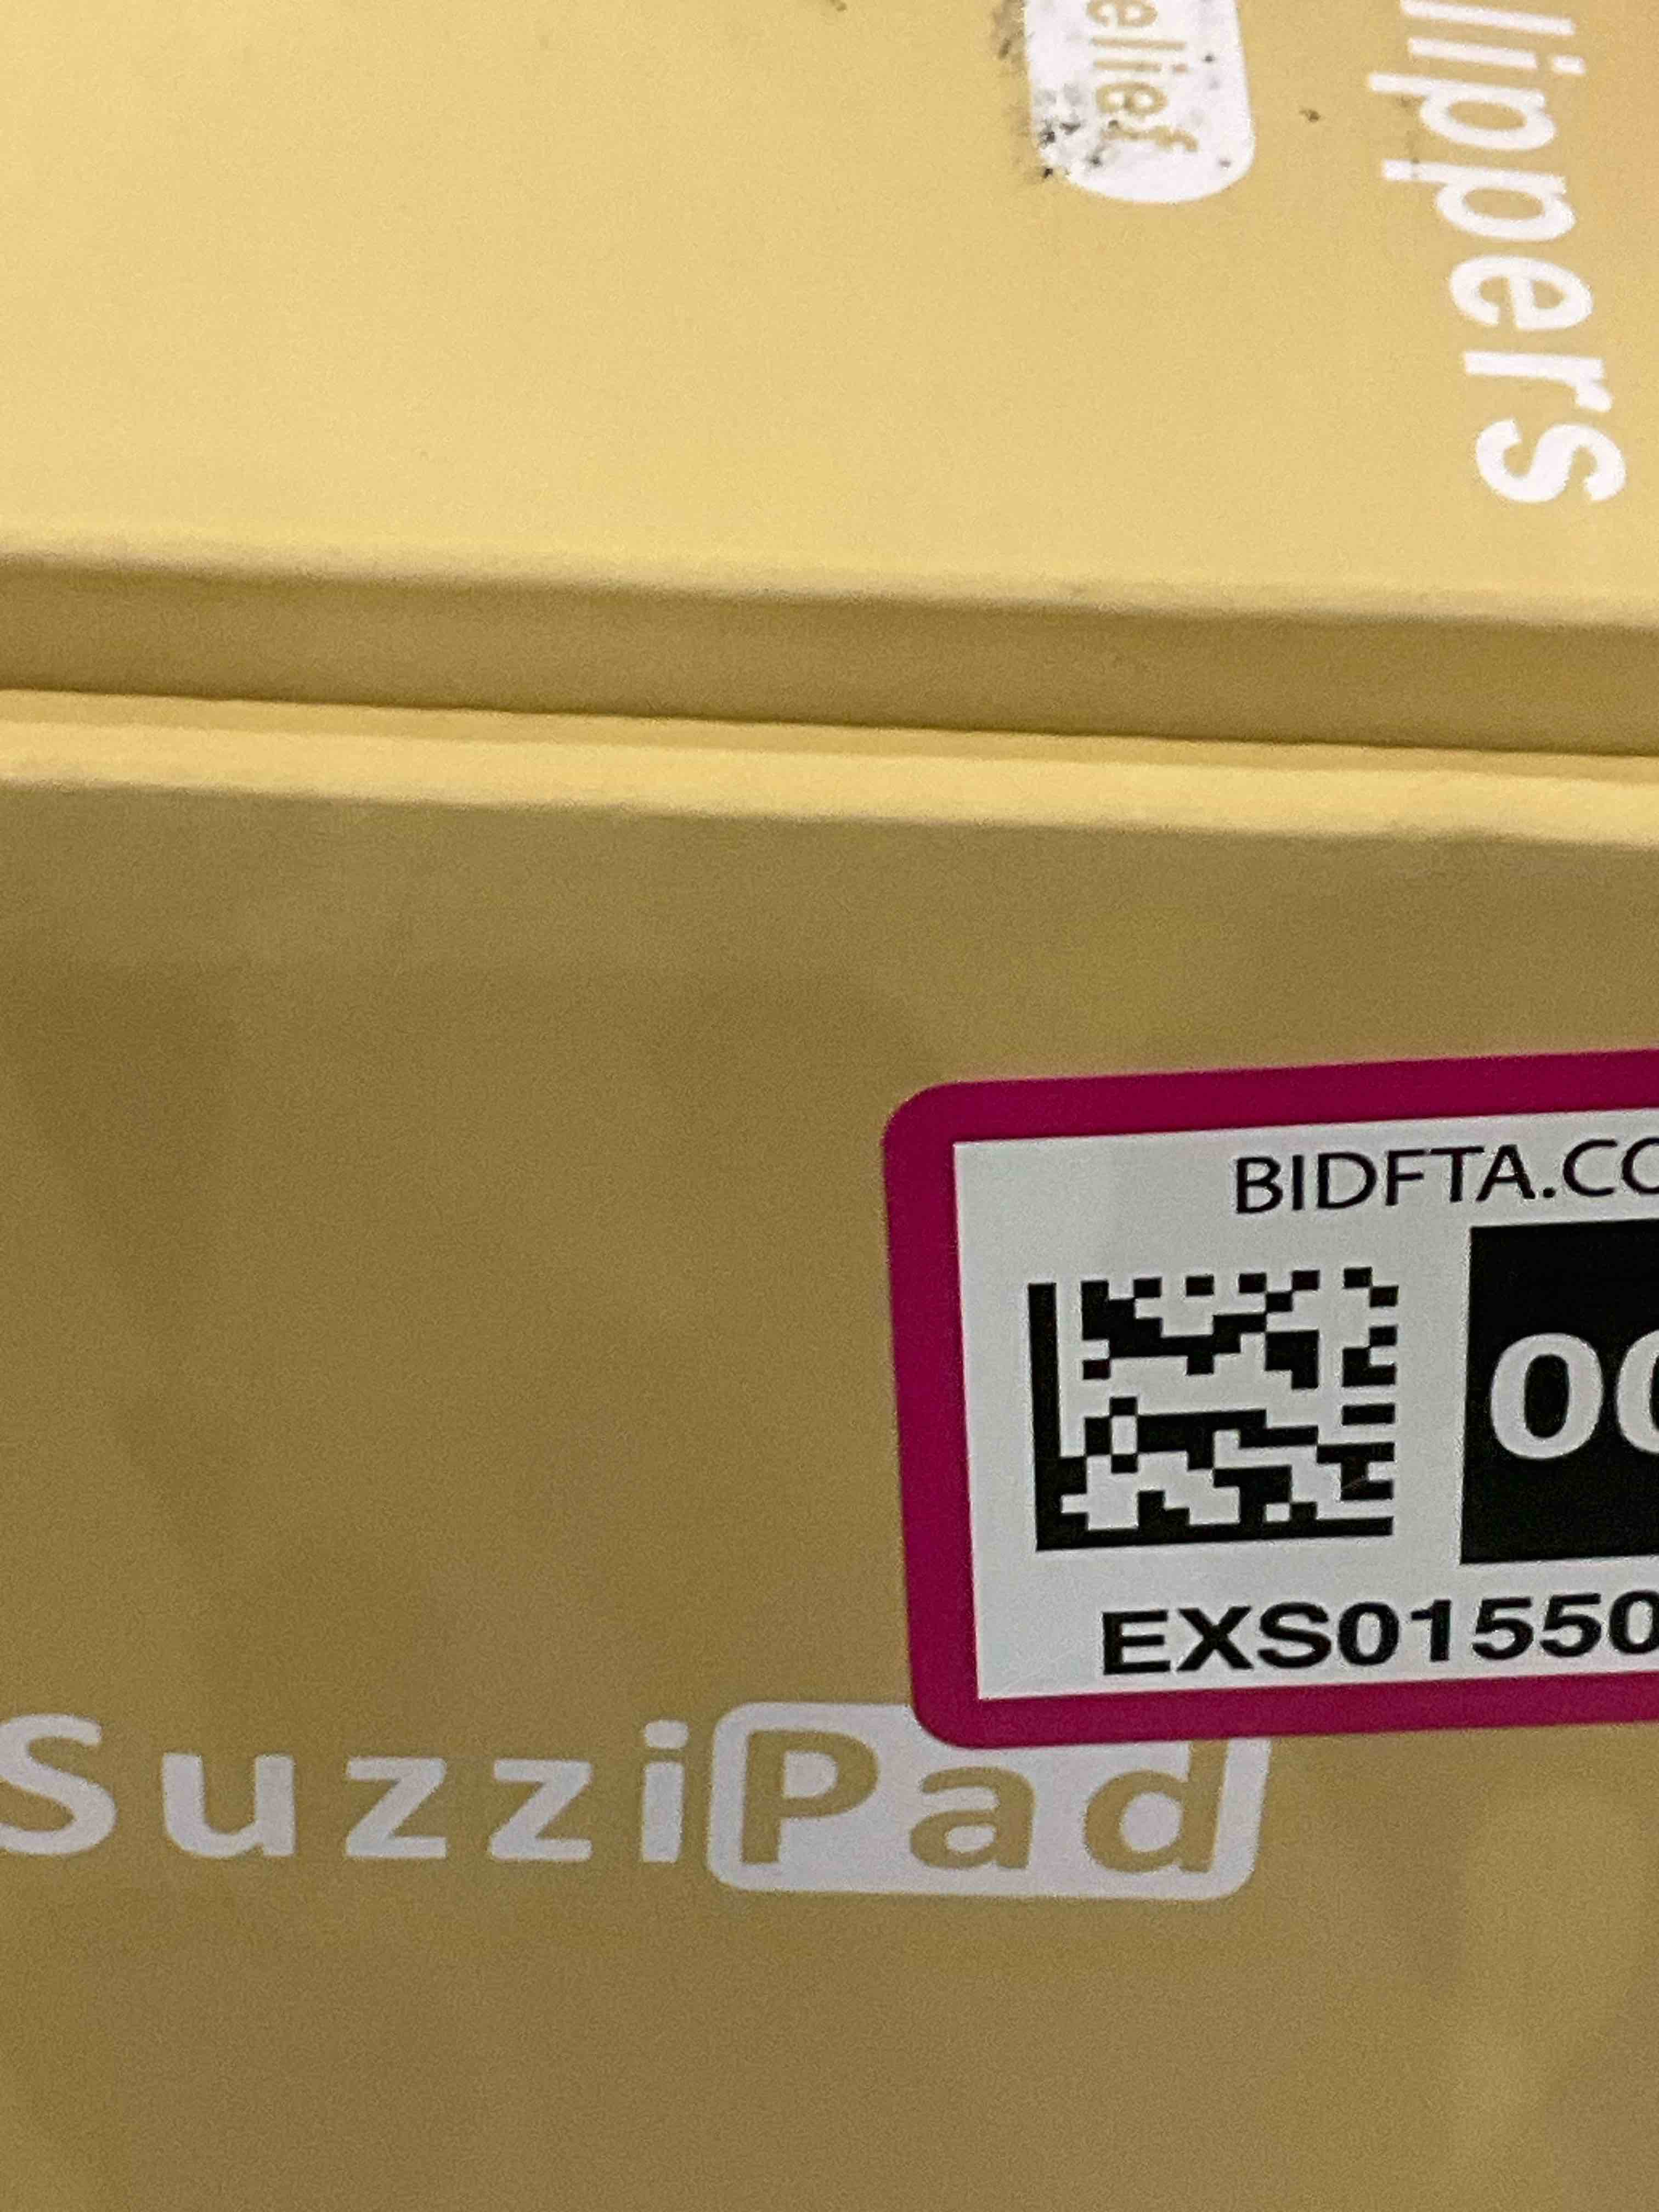 elief
lippers
BIDFTA.CO
00
EXS01550
SuzziPad